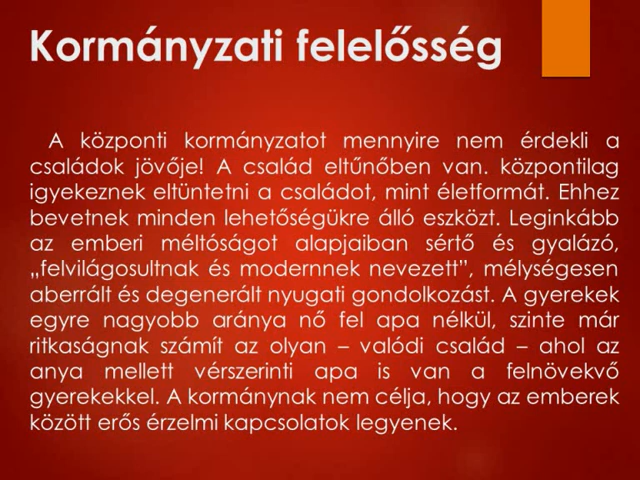 Kormányzati felelősség
A központi kormányzatot mennyire nem érdekli a
családok jövője! A család eltűnőben van. központilag
igyekeznek eltüntetni a családot, mint életformát. Ehhez
bevetnek minden lehetőségükre álló eszközt. Leginkább
az emberi méltóságot alapjaiban sértő és gyalázó,
„felvilágosultnak és modernnek nevezett”, mélységesen
aberrált és degenerált nyugati gondolkozást. A gyerekek
egyre nagyobb aránya nő fel apa nélkül, szinte már
ritkaságnak számít az olyan – valódi család – ahol az
anya mellett vérszerinti apa is van a felnövekvő
gyerekekkel. A kormánynak nem célja, hogy az emberek
között erős érzelmi kapcsolatok legyenek.